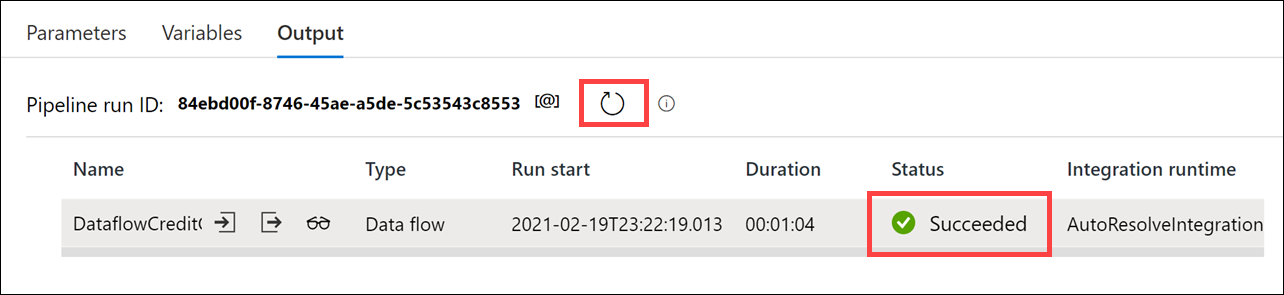 Parameters Variables Output
Pipeline run ID: 84ebd00f-8746-45ae-a5de-5c53543c8553 [@]
Name Type Run start Duration Status Integration runtime
DataflowCredit Data flow 2021-02-19T23:22:19.013 00:01:04 Succeeded AutoResolveIntegration